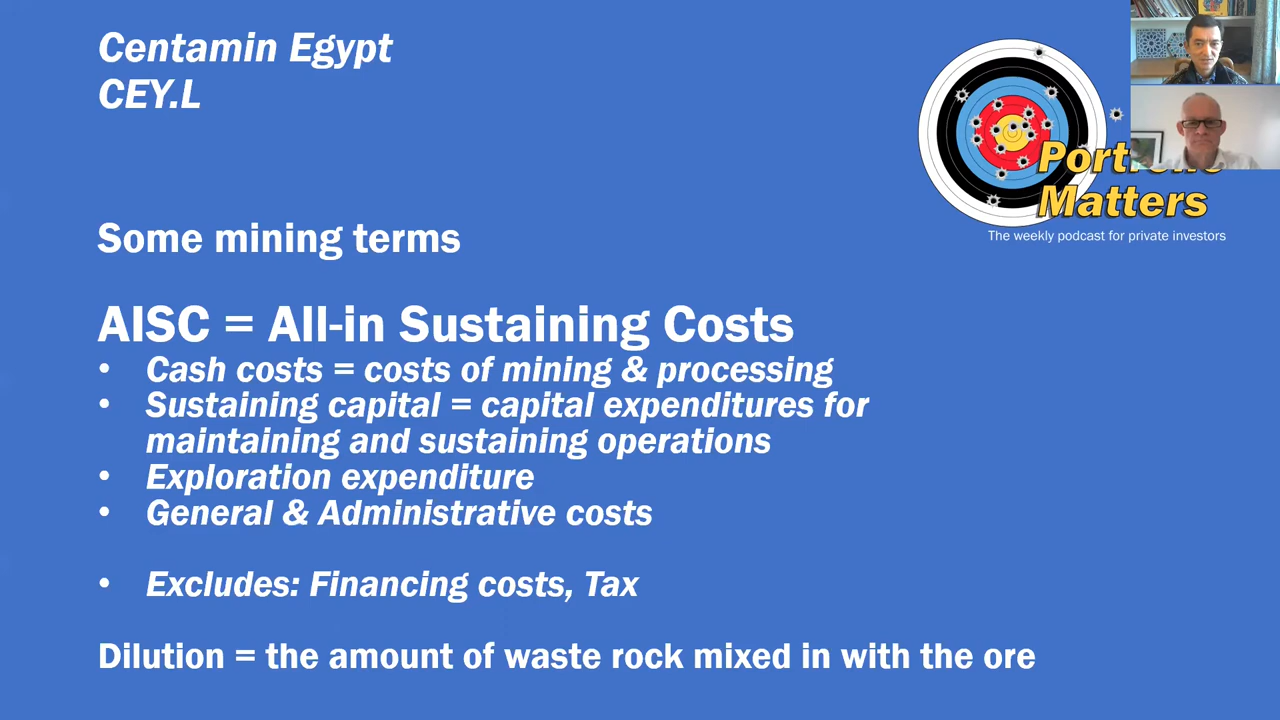 Centamin Egypt
CEY.L
Portfolio
Matters
The weekly podcast for private investors
Some mining terms
AISC = All-in Sustaining Costs
• Cash costs = costs of mining & processing
• Sustaining capital = capital expenditures for
maintaining and sustaining operations
• Exploration expenditure
• General & Administrative costs
• Excludes: Financing costs, Tax
Dilution = the amount of waste rock mixed in with the ore